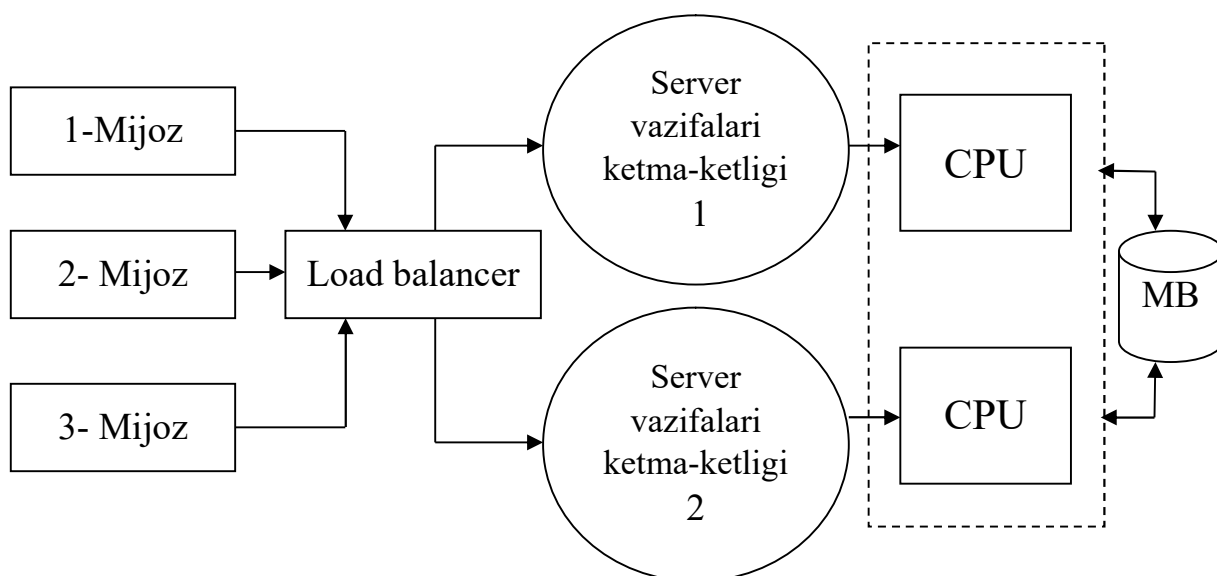 1-Mijoz
2- Mijoz
3- Mijoz
Load balancer
Server
vazifalari
ketma-ketligi
1
Server
vazifalari
ketma-ketligi
2
CPU
CPU
MB